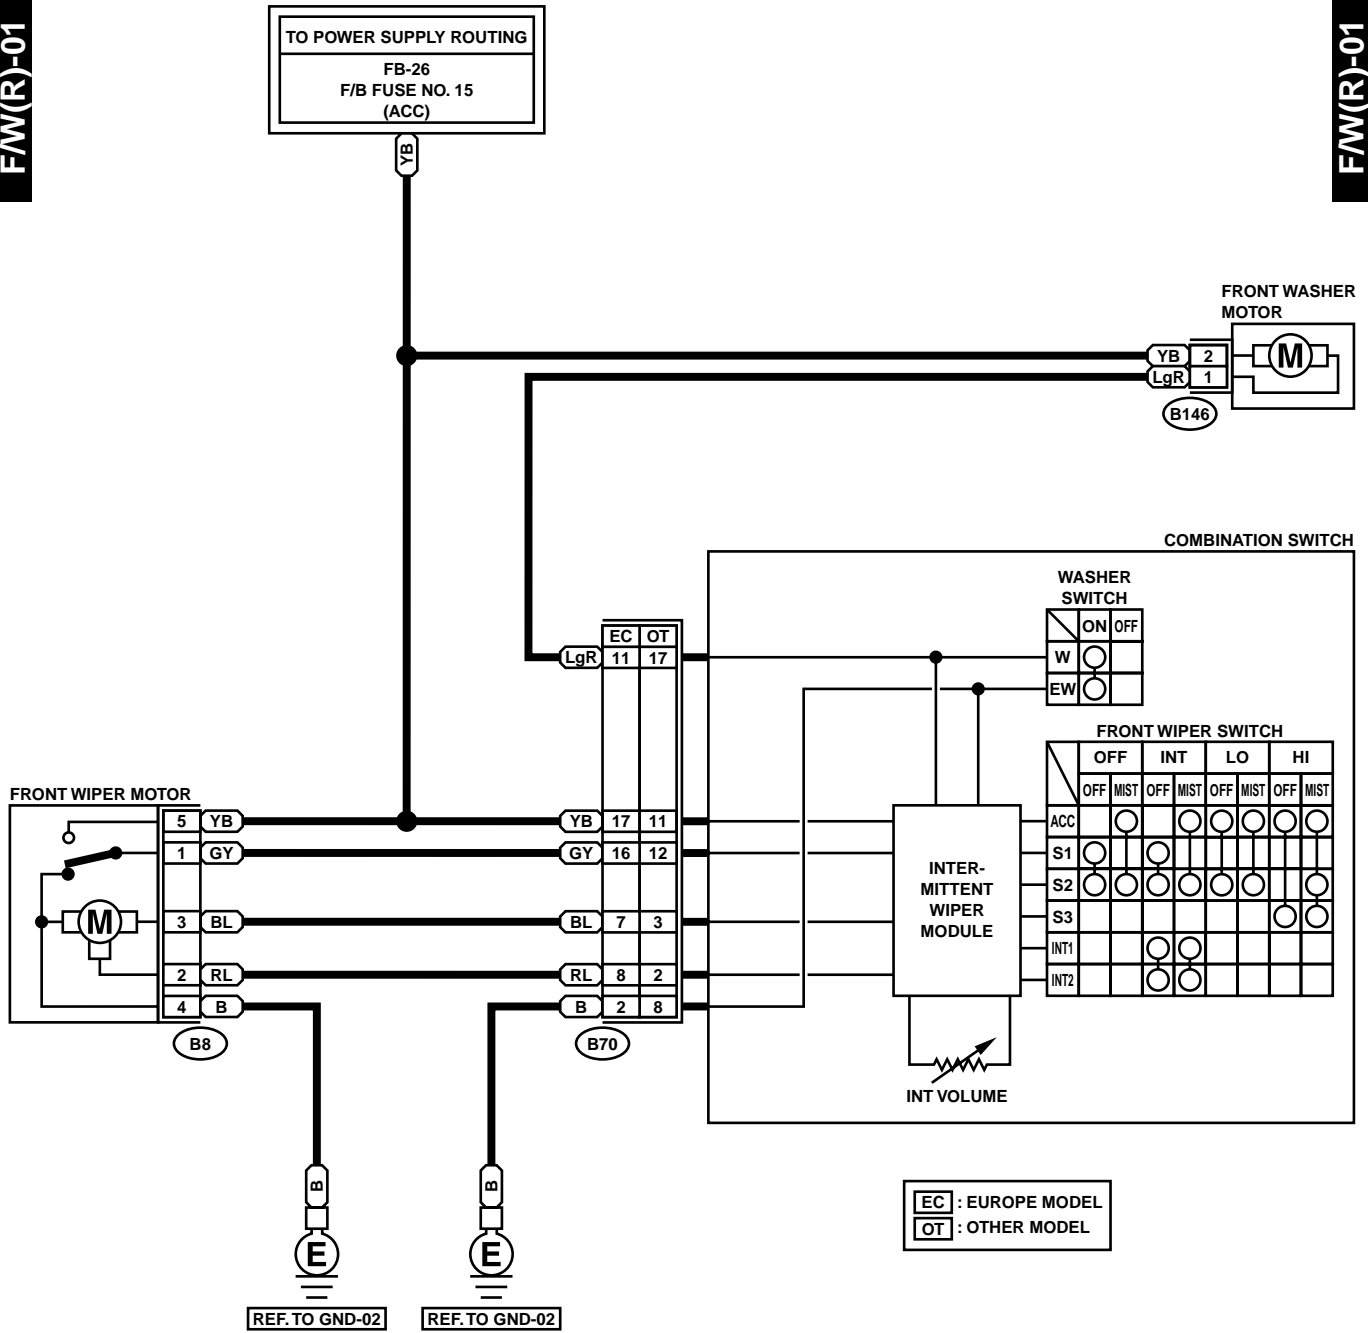 F/W(R)-01
F/W(R)-01
TO POWER SUPPLY ROUTING
FB-26
F/B FUSE NO. 15
(ACC)
YB
FRONT WASHER
MOTOR
YB 2
LgR 1
M
B146
COMBINATION SWITCH
WASHER
SWITCH
ON OFF
W
EW
EC OT
LgR 11 17
FRONT WIPER SWITCH
OFF INT LO HI
OFF MIST OFF MIST OFF MIST OFF MIST
ACC
S1
S2
S3
INT1
INT2
FRONT WIPER MOTOR
5 YB
1 GY
M
3 BL
2 RL
4 B
B8
YB 17 11
GY 16 12
BL 7 3
RL 8 2
B 2 8
B70
INTER-
MITTENT
WIPER
MODULE
INT VOLUME
B
B
E
E
REF. TO GND-02
REF. TO GND-02
EC : EUROPE MODEL
OT : OTHER MODEL